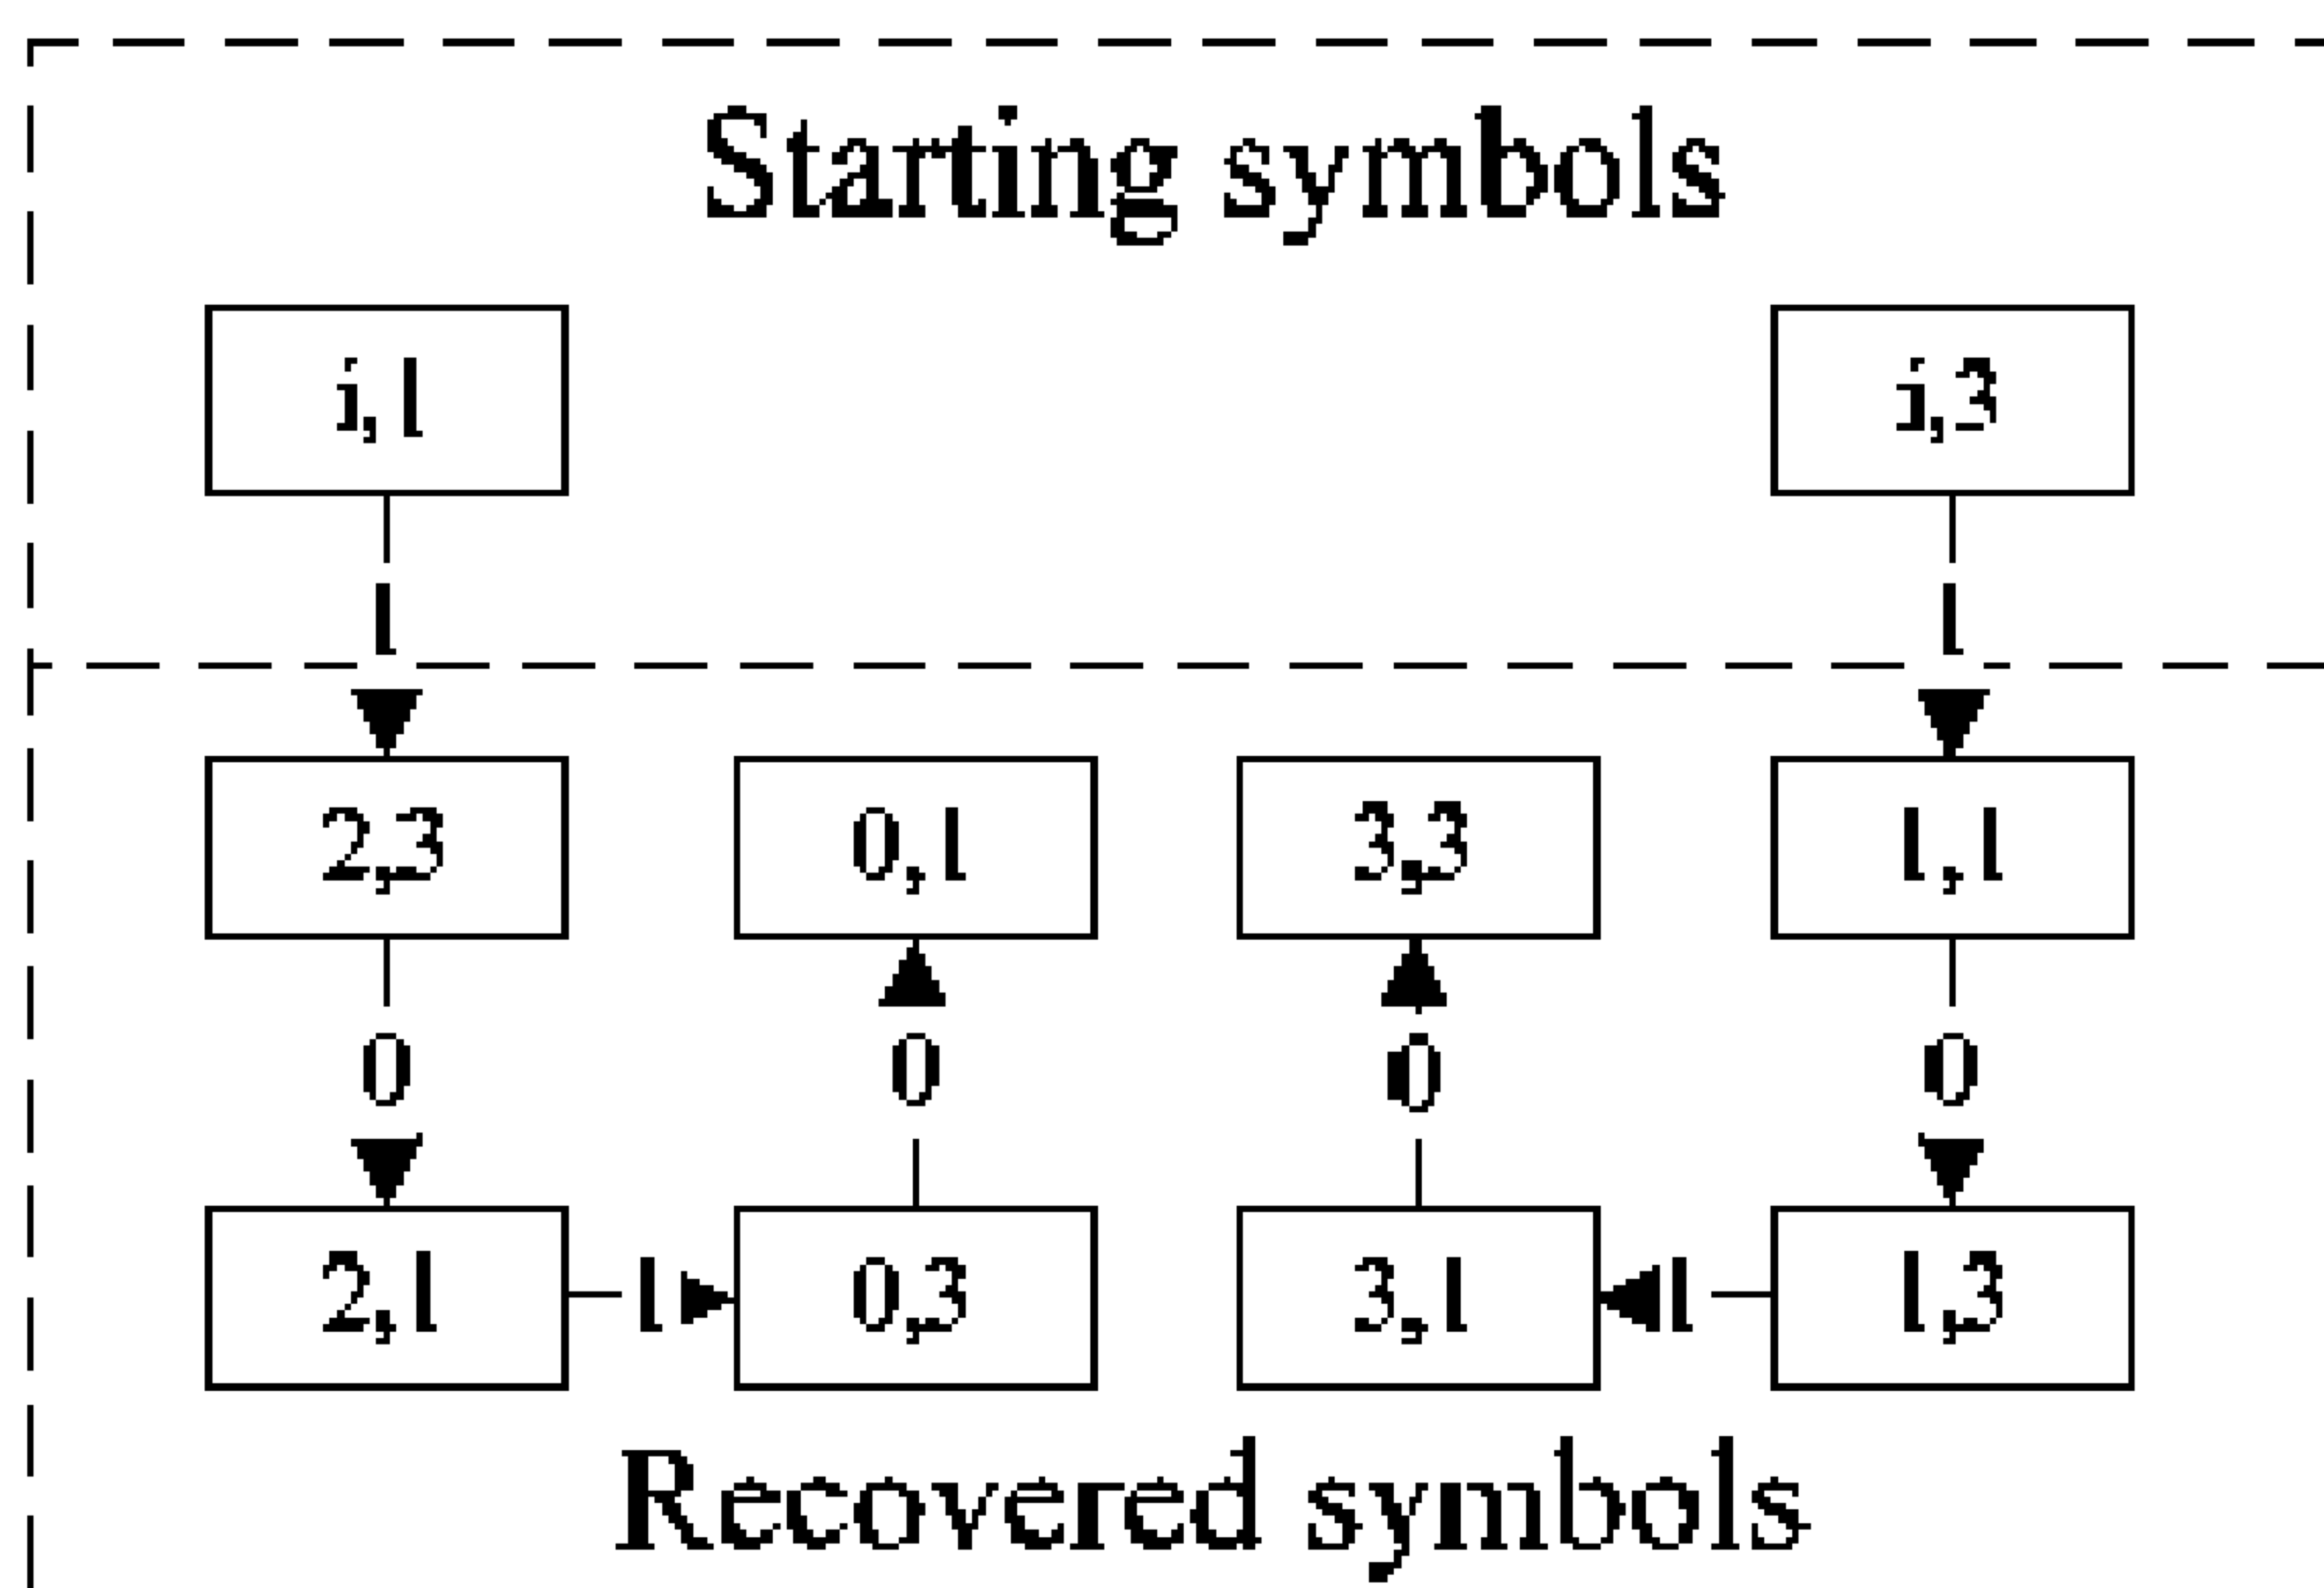 Starting symbols
i,1 i,3
1 1
2,3 0,1 3,3 1,1
0 0 0 0
2,1 1 0,3 3,1 1 1,3
Recovered symbols